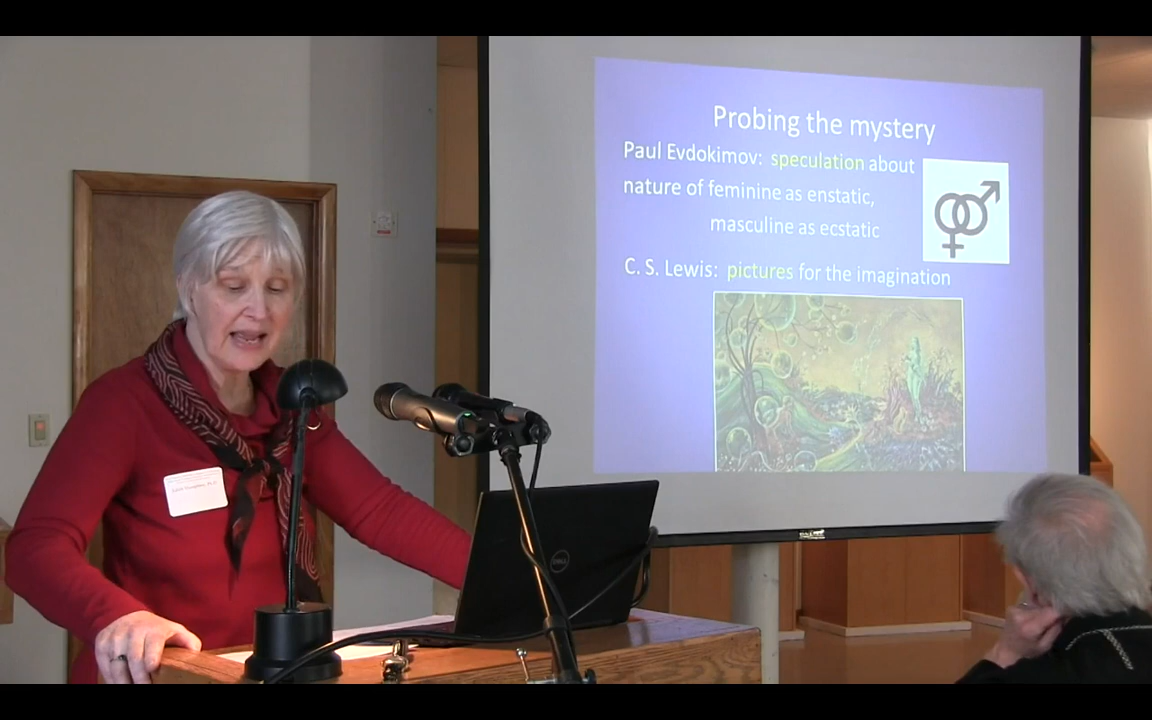 Probing the mystery
Paul Evdokimov: speculation about
nature of feminine as enstatic,
masculine as ecstatic
C. S. Lewis: pictures for the imagination
DELL